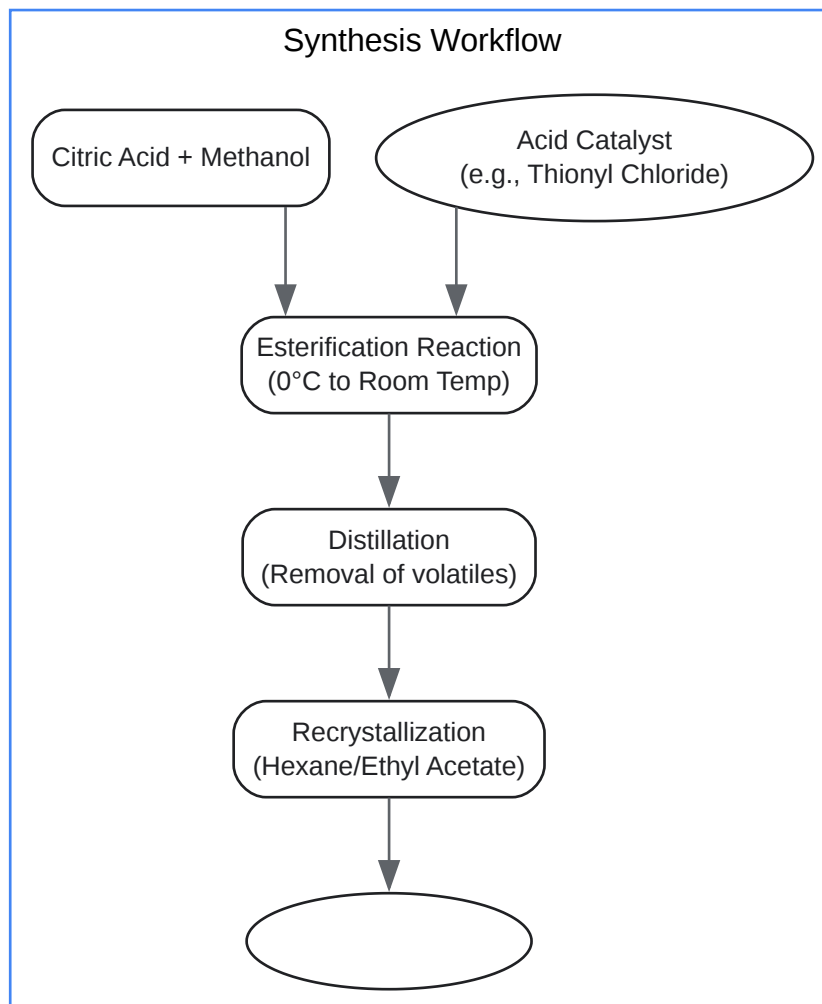 Synthesis Workflow
Citric Acid + Methanol
Acid Catalyst
(e.g., Thionyl Chloride)
Esterification Reaction
(0°C to Room Temp)
Distillation
(Removal of volatiles)
Recrystallization
(Hexane/Ethyl Acetate)